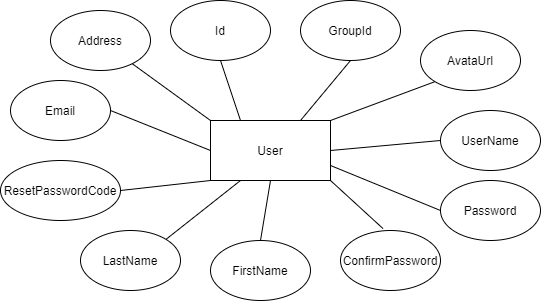 Id
GroupId
Address
AvataUrl
Email
UserName
User
ResetPasswordCode
Password
LastName
FirstName
ConfirmPassword